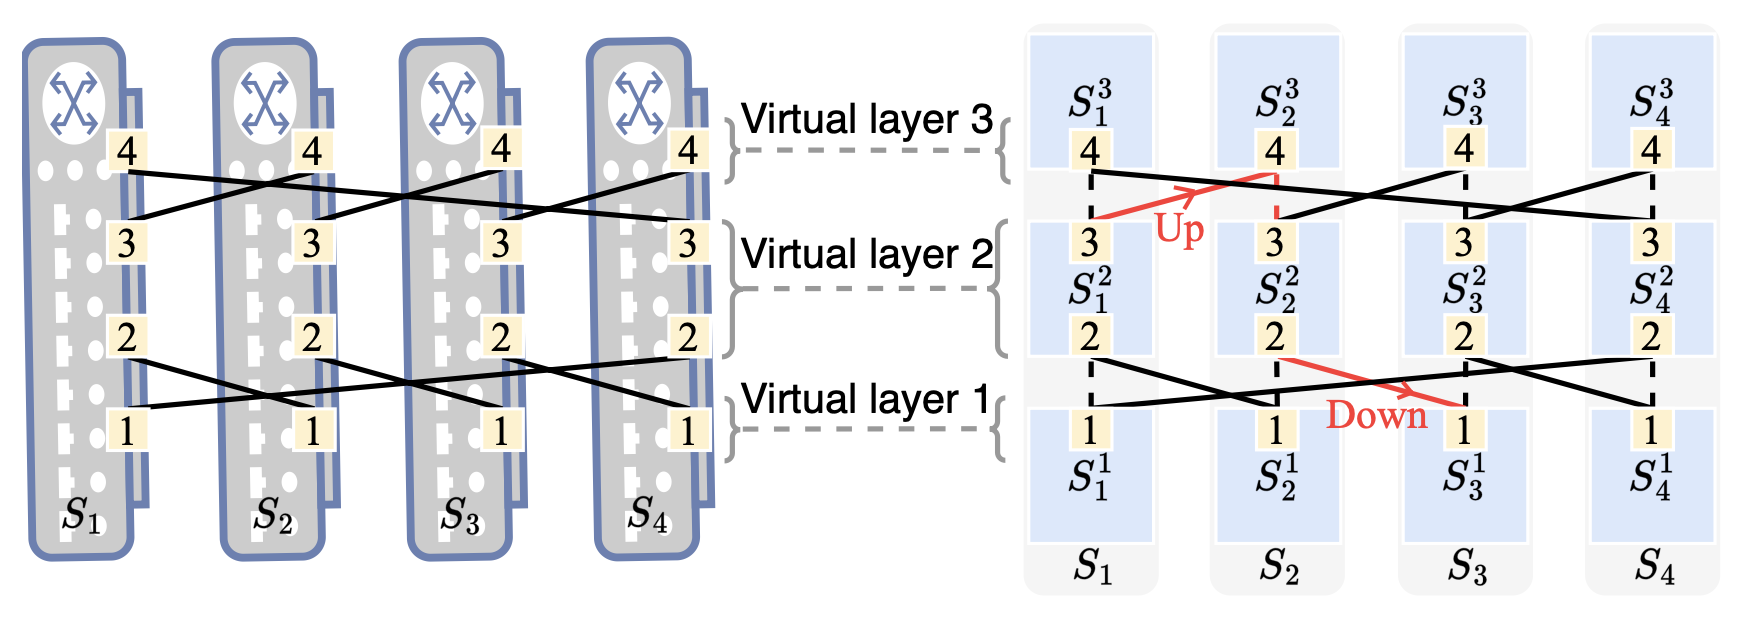 4 4 4 4
3 3 3 3
2 2 2 2
1 1 1 1
S_1 S_2 S_3 S_4
Virtual layer 3
Virtual layer 2
Virtual layer 1
S_1^3 S_2^3 S_3^3 S_4^3
4 4 4 4
Up
3 3 3 3
S_1^2 S_2^2 S_3^2 S_4^2
2 2 2 2
Down
1 1 1 1
S_1^1 S_2^1 S_3^1 S_4^1
S_1 S_2 S_3 S_4